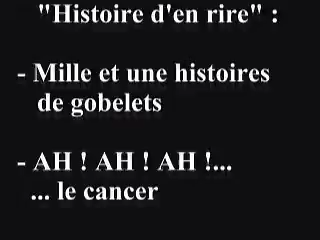 "Histoire d'en rire" :
- Mille et une histoires
de gobelets
- AH ! AH ! AH !...
... le cancer